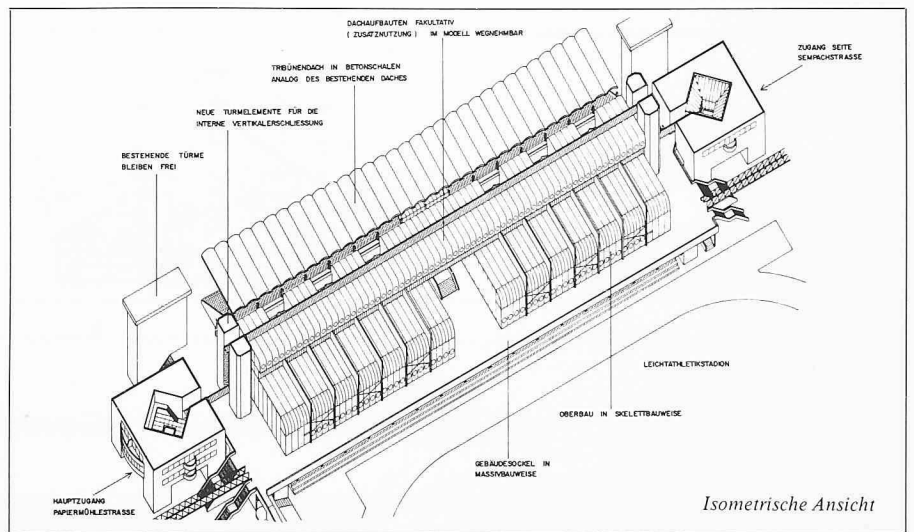 DACHAUFBAUTEN FAKULTATIV
( ZUSATZNUTZUNG ) IM MODELL WEGNEHMBAR
TRIBÜNENDACH IN BETONSCHALEN
ANALOG DES BESTEHENDEN DACHES
ZUGANG SEITE
SEMPACHSTRASSE
NEUE TURMELEMENTE FÜR DIE
INTERNE VERTIKALERSCHLIESSUNG
BESTEHENDE TÜRME
BLEIBEN FREI
LEICHTATHLETIKSTADION
OBERBAU IN SKELETTBAUWEISE
GEBÄUDESOCKEL IN
MASSIVBAUWEISE
HAUPTZUGANG
PAPIERMÜHLESTRASSE
Isometrische Ansicht